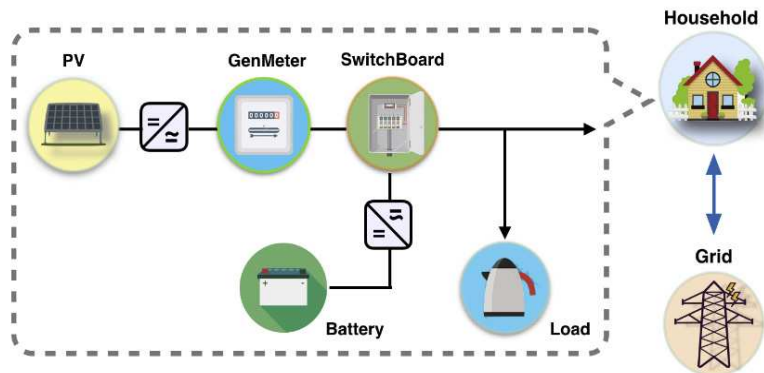 Household
PV
GenMeter
SwitchBoard
Grid
Battery
Load